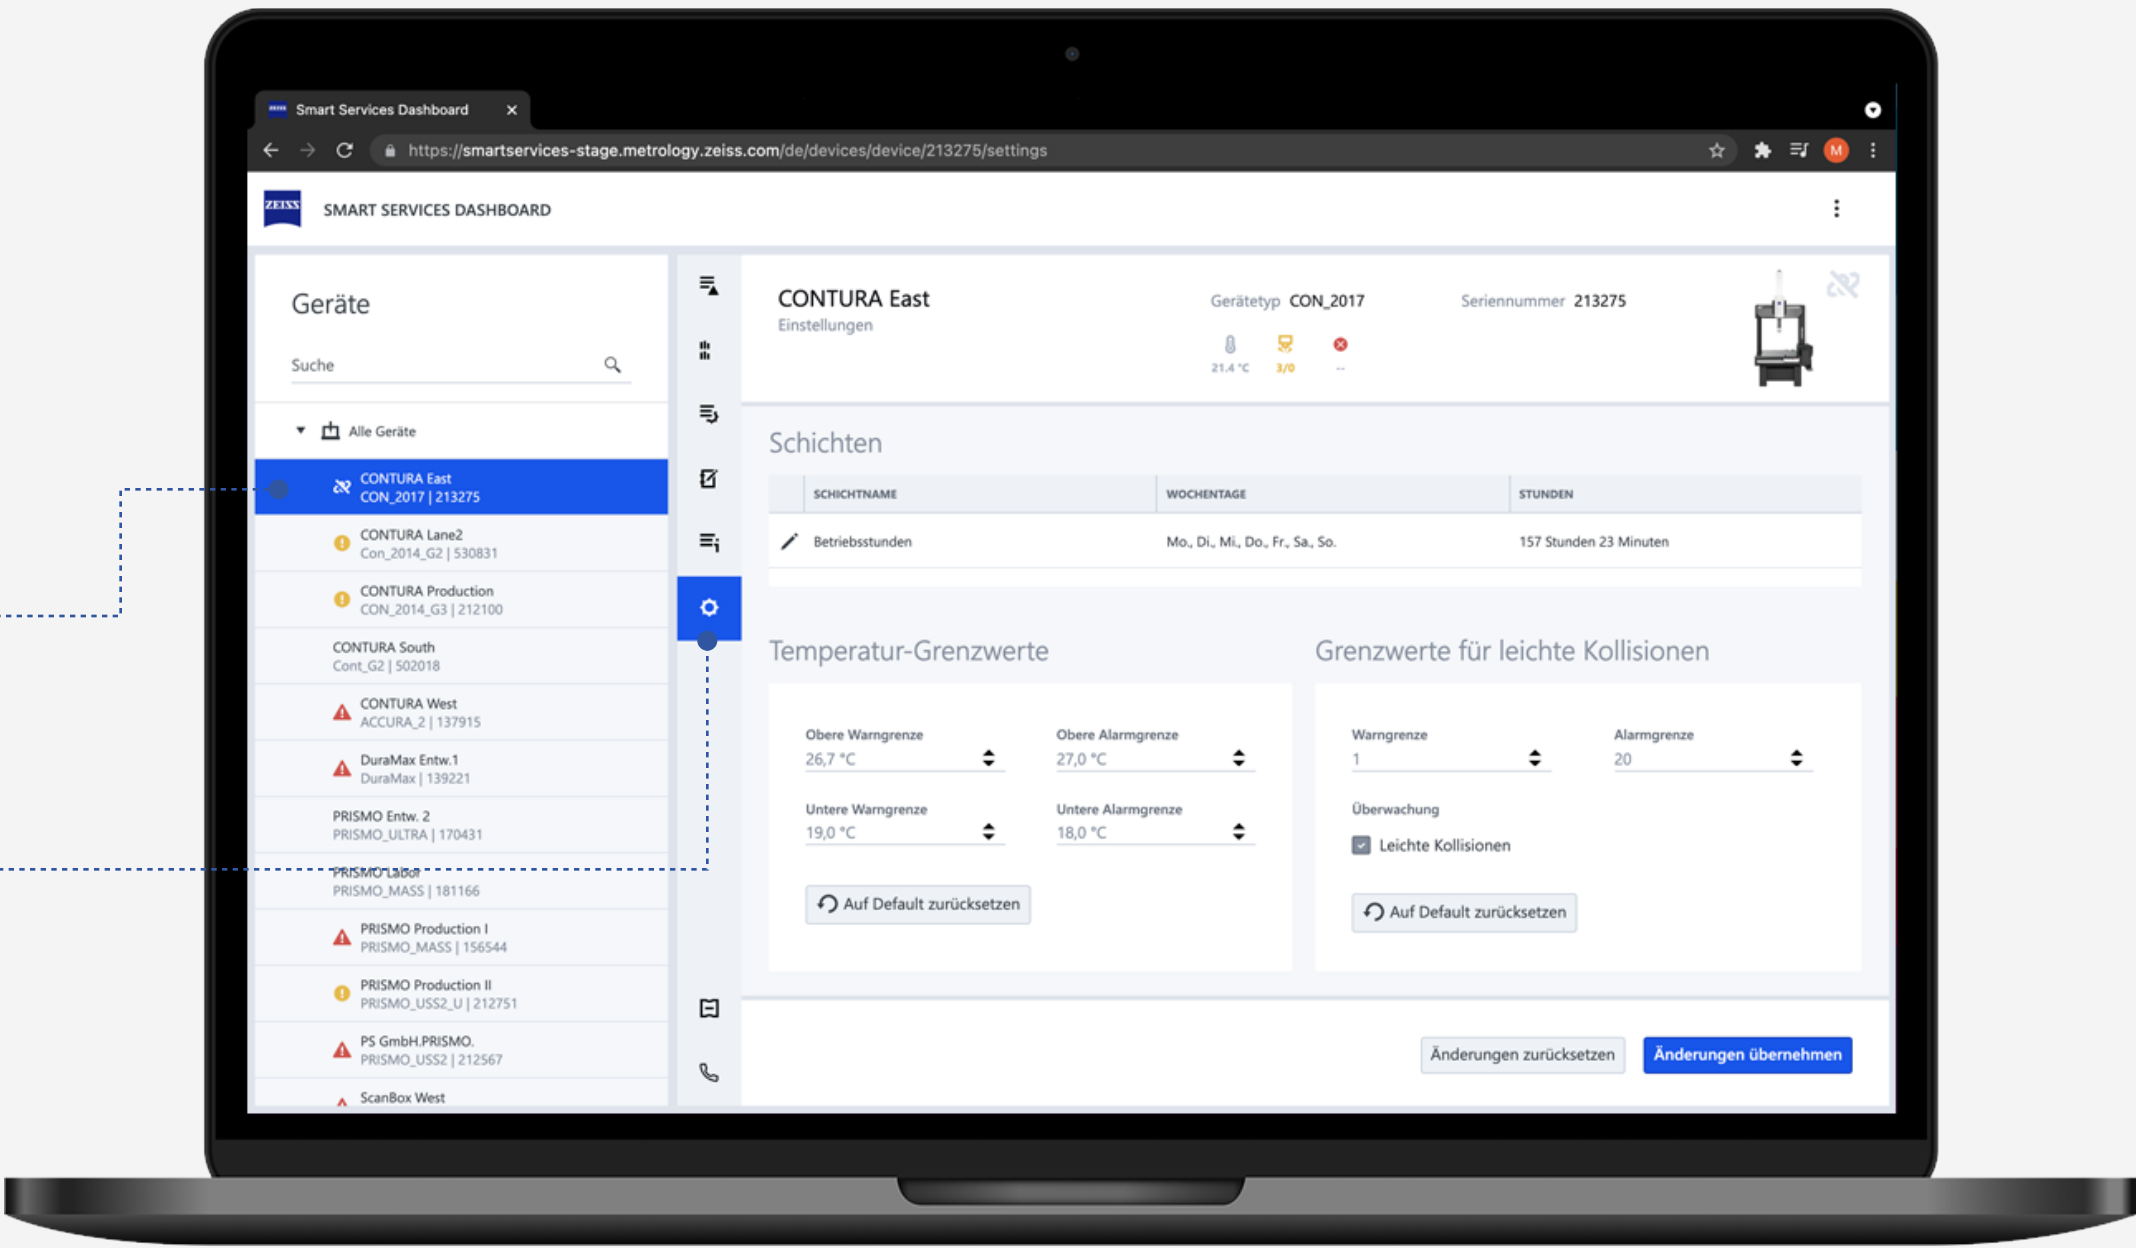 Smart Services Dashboard
https://smartservices-stage.metrology.zeiss.com/de/devices/device/213275/settings
M
ZEISS
SMART SERVICES DASHBOARD
Geräte
Suche
Alle Geräte
CONTURA East
CON_2017 | 213275
CONTURA Lane2
Con_2014_G2 | 530831
CONTURA Production
CON_2014_G3 | 212100
CONTURA South
Cont_G2 | 502018
CONTURA West
ACCURA_2 | 137915
DuraMax Entw.1
DuraMax | 139221
PRISMO Entw. 2
PRISMO_ULTRA | 170431
PRISMO Labor
PRISMO_MASS | 181166
PRISMO Production I
PRISMO_MASS | 156544
PRISMO Production II
PRISMO_USS2_U | 212751
PS GmbH.PRISMO.
PRISMO_USS2 | 212567
ScanBox West
CONTURA East
Einstellungen
Gerätetyp CON_2017
Seriennummer 213275
21.4 °C
3/0
--
Schichten
SCHICHTNAME WOCHENTAGE STUNDEN
Betriebsstunden Mo., Di., Mi., Do., Fr., Sa., So. 157 Stunden 23 Minuten
Temperatur-Grenzwerte
Obere Warngrenze Obere Alarmgrenze
26,7 °C 27,0 °C
Untere Warngrenze Untere Alarmgrenze
19,0 °C 18,0 °C
Auf Default zurücksetzen
Grenzwerte für leichte Kollisionen
Warngrenze Alarmgrenze
1 20
Überwachung
Leichte Kollisionen
Auf Default zurücksetzen
Änderungen zurücksetzen
Änderungen übernehmen